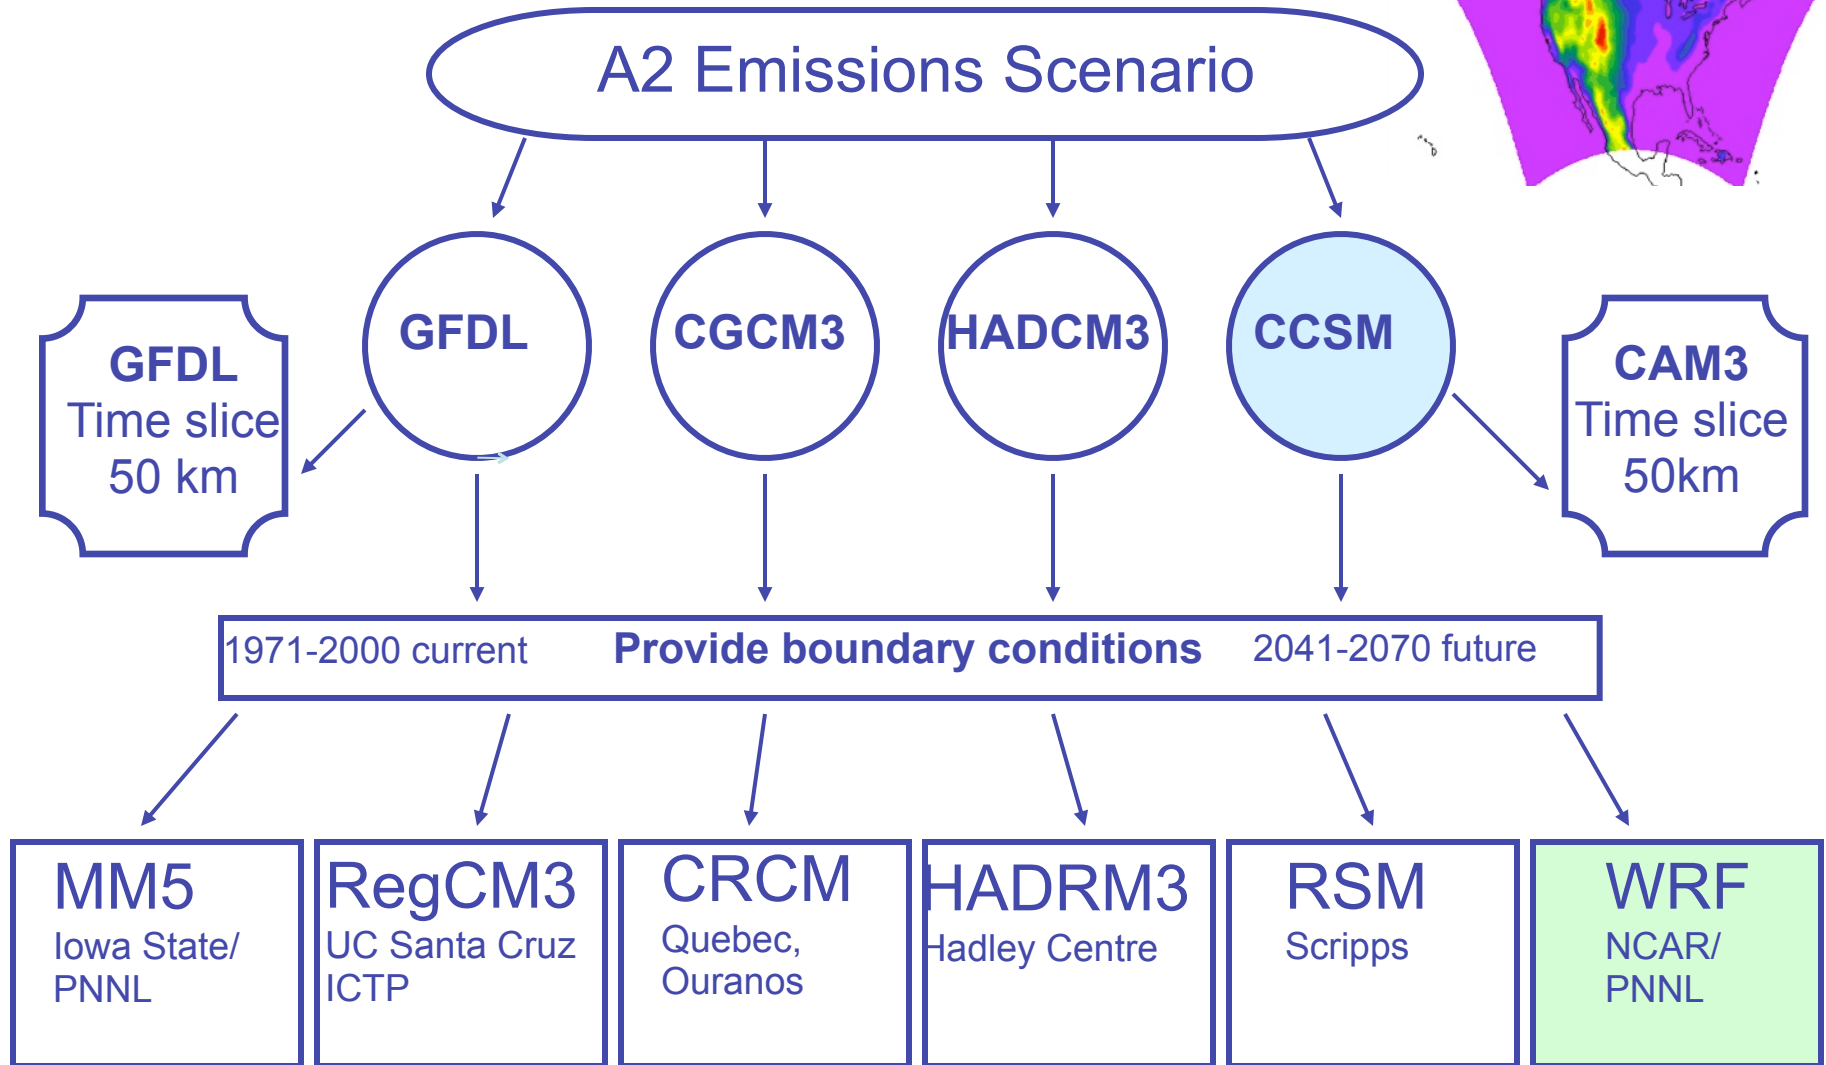 A2 Emissions Scenario
GFDL
CGCM3
HADCM3
CCSM
GFDL
Time slice
50 km
CAM3
Time slice
50km
1971-2000 current
Provide boundary conditions
2041-2070 future
MM5
Iowa State/
PNNL
RegCM3
UC Santa Cruz
ICTP
CRCM
Quebec,
Ouranos
HADRM3
Hadley Centre
RSM
Scripps
WRF
NCAR/
PNNL